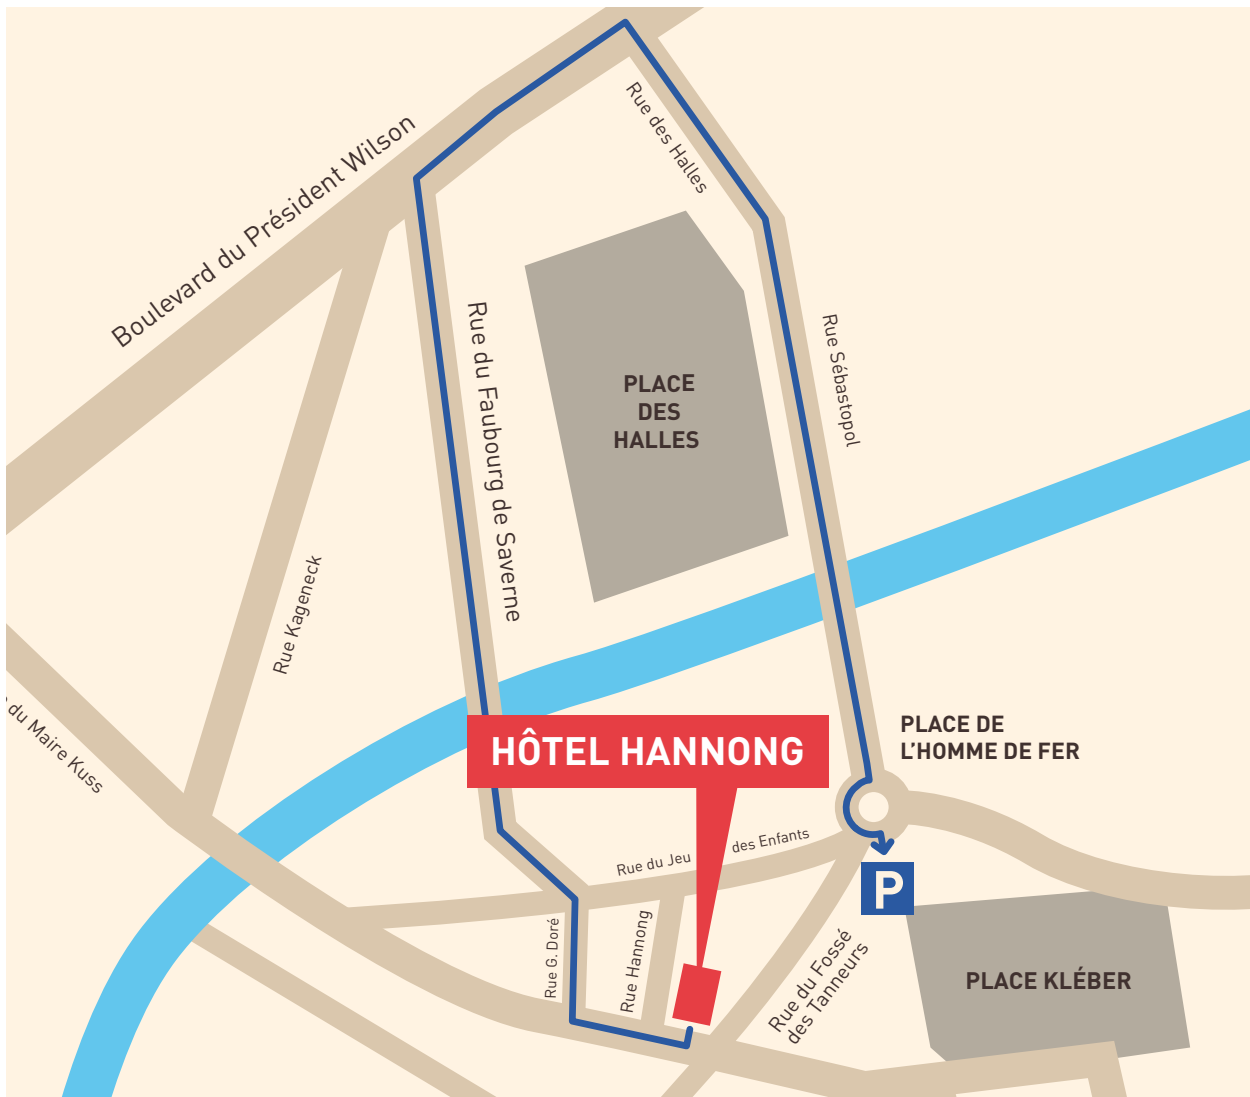 Boulevard du Président Wilson
Rue des Halles
Rue du Faubourg de Saverne
PLACE
DES
HALLES
Rue Sébastopol
Rue Kageneck
du Maire Kuss
HÔTEL HANNONG
PLACE DE
L'HOMME DE FER
Rue du Jeu des Enfants
P
Rue G. Doré
Rue Hannong
Rue du Fossé
des Tanneurs
PLACE KLÉBER